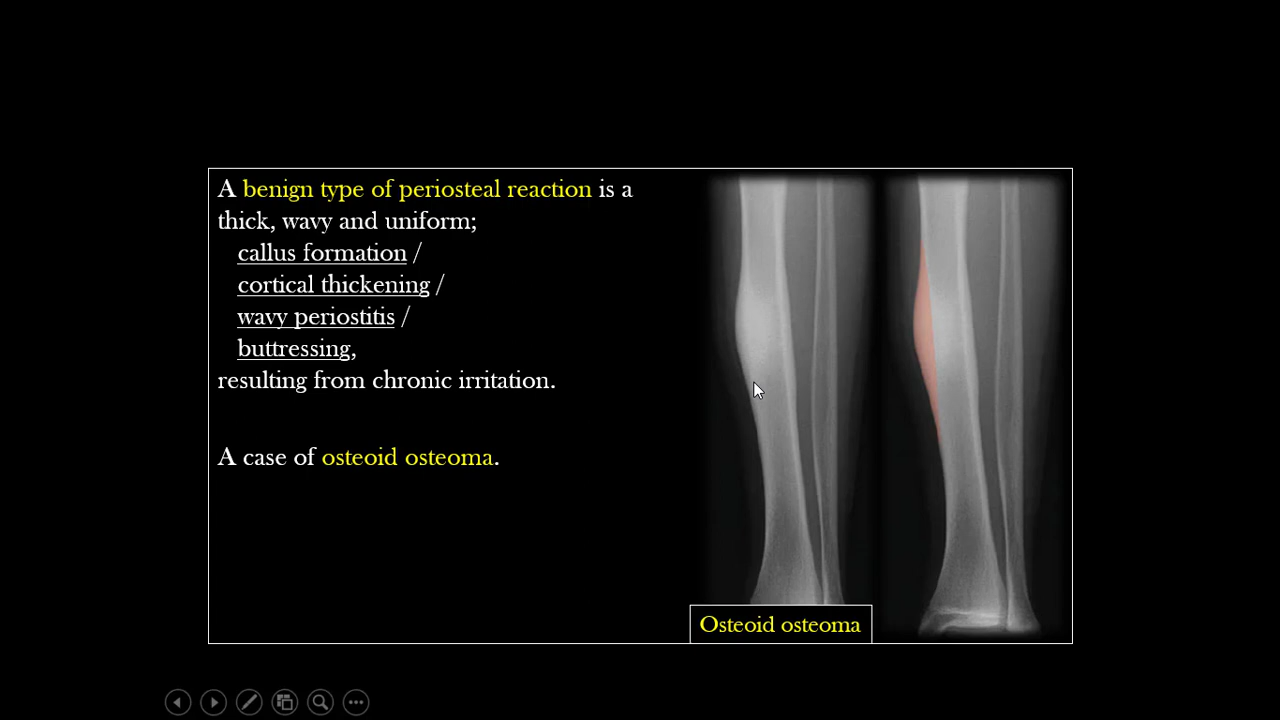 A benign type of periosteal reaction is a
thick, wavy and uniform;
callus formation /
cortical thickening /
wavy periostitis /
buttressing,
resulting from chronic irritation.
A case of osteoid osteoma.
Osteoid osteoma